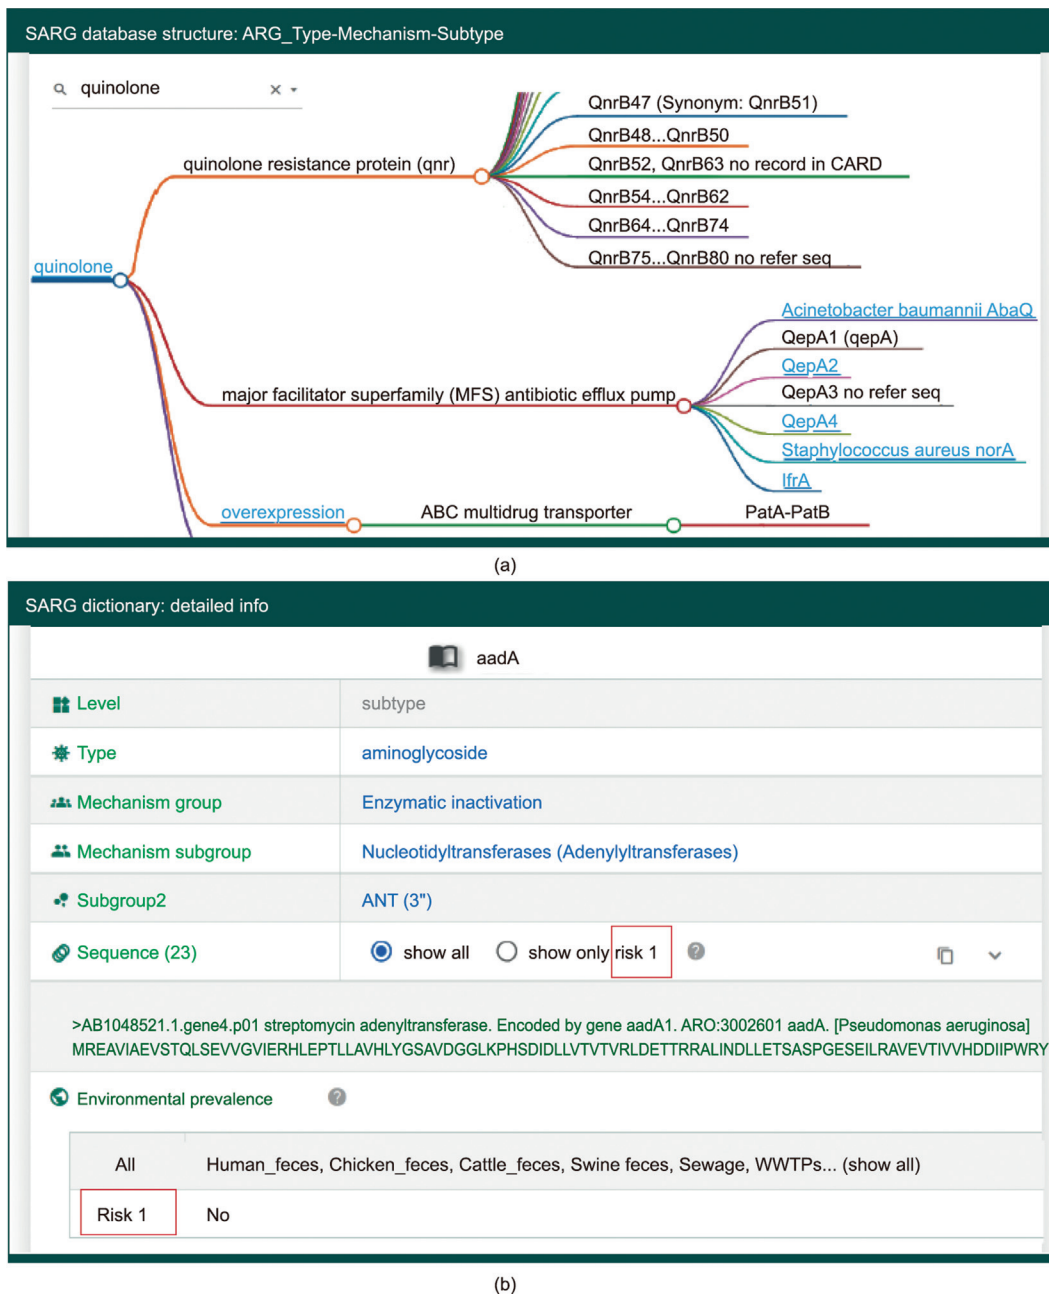 SARG database structure: ARG_Type-Mechanism-Subtype
quinolone
QnrB47 (Synonym: QnrB51)
QnrB48...QnrB50
quinolone resistance protein (qnr)
QnrB52, QnrB63 no record in CARD
QnrB54...QnrB62
QnrB64...QnrB74
QnrB75...QnrB80 no refer seq
quinolone
Acinetobacter baumannii AbaQ
QepA1 (qepA)
QepA2
major facilitator superfamily (MFS) antibiotic efflux pump
QepA3 no refer seq
QepA4
Staphylococcus aureus norA
lfrA
overexpression
ABC multidrug transporter
PatA-PatB
(a)
SARG dictionary: detailed info
aadA
Level subtype
Type aminoglycoside
Mechanism group Enzymatic inactivation
Mechanism subgroup Nucleotidyltransferases (Adenylyltransferases)
Subgroup2 ANT (3")
Sequence (23) show all show only risk 1
>AB1048521.1.gene4.p01 streptomycin adenyltransferase. Encoded by gene aadA1. ARO:3002601 aadA. [Pseudomonas aeruginosa]
MREAVIAEVSTQLSEVVGVIERHLEPTLLAVHLYGSAVDGGLKPHSDIDLLVTVTVRLDETTRRALINDLLETSASPGESEILRAVEVTIVVHDDIIPWRY
Environmental prevalence
All Human_feces, Chicken_feces, Cattle_feces, Swine feces, Sewage, WWTPs... (show all)
Risk 1 No
(b)